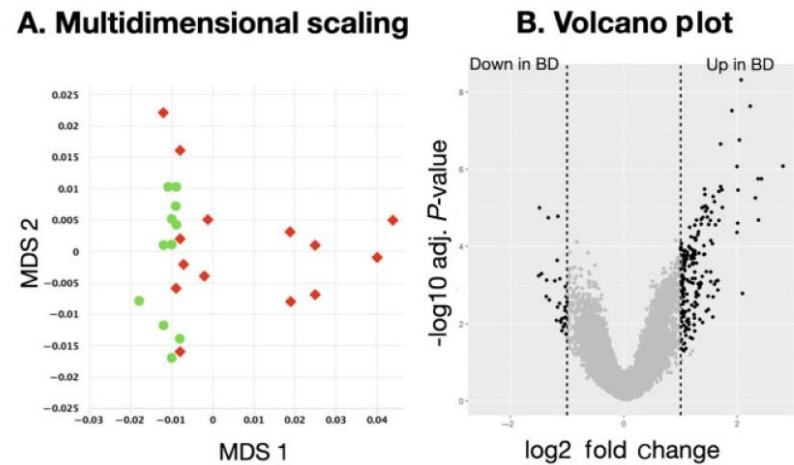 A. Multidimensional scaling
0.025
0.02
0.015
0.01
0.005
0
−0.005
−0.01
−0.015
−0.02
−0.025
MDS 2
−0.03 −0.02 −0.01 0 0.01 0.02 0.03 0.04
MDS 1
B. Volcano plot
Down in BD Up in BD
8
6
4
2
0
-log10 adj. P-value
−2 0 2
log2 fold change